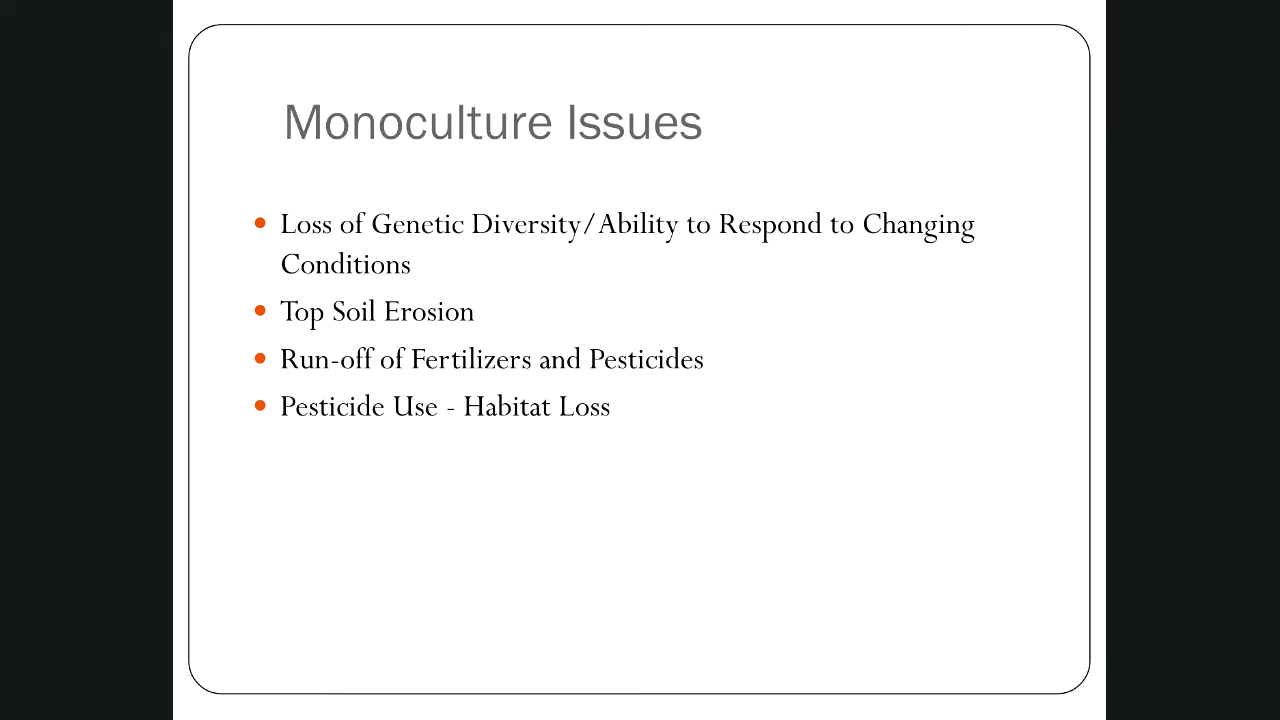 Monoculture Issues
Loss of Genetic Diversity/Ability to Respond to Changing
Conditions
Top Soil Erosion
Run-off of Fertilizers and Pesticides
Pesticide Use - Habitat Loss